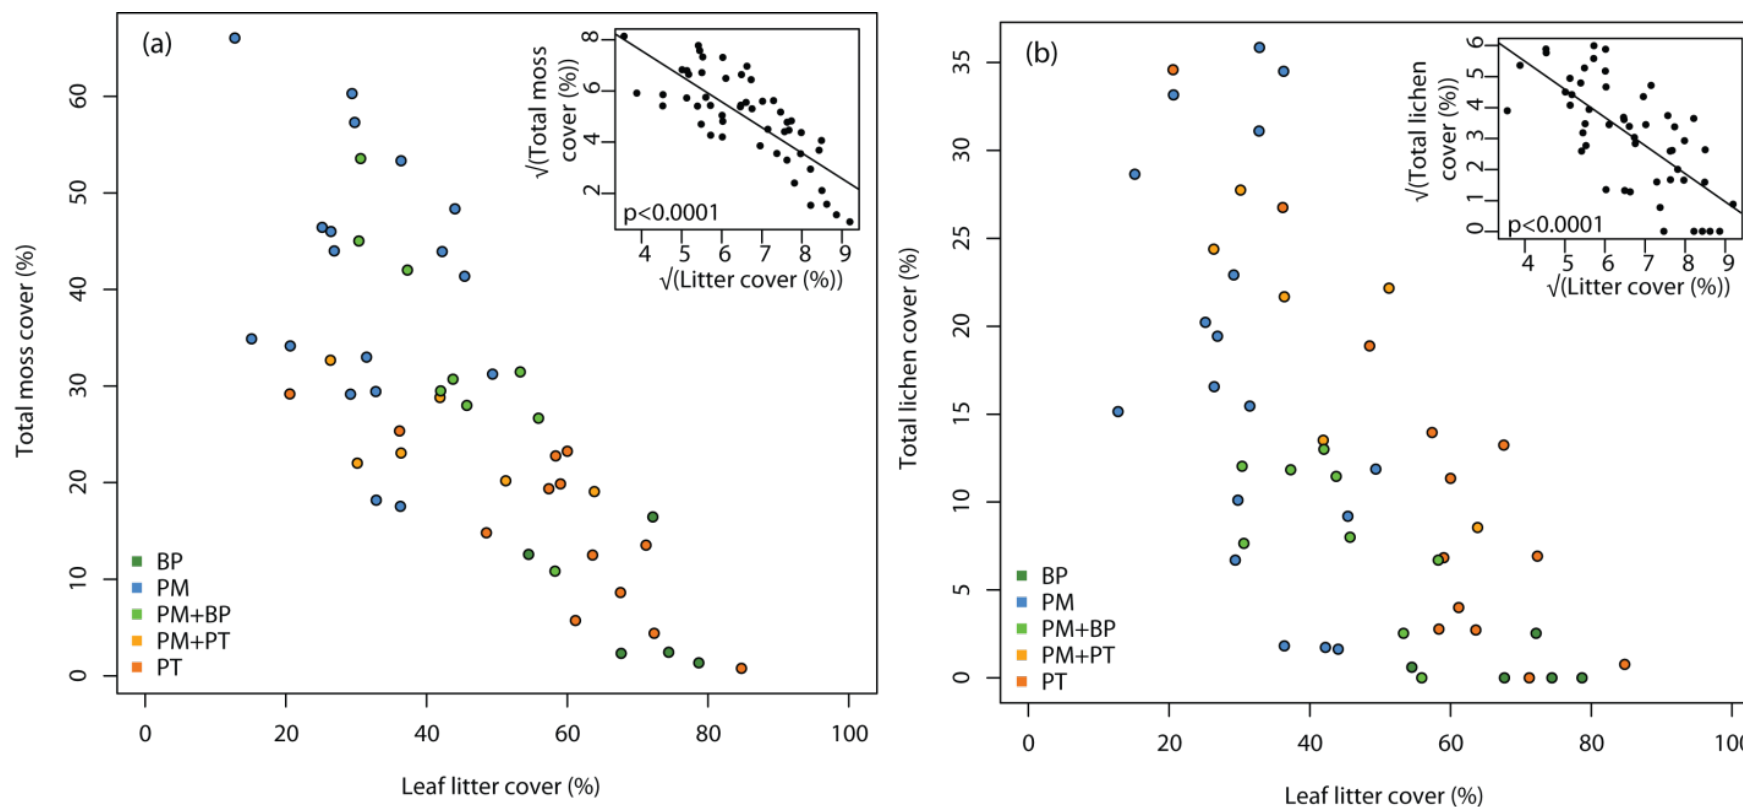 (a)
Total moss cover (%)
60
50
40
30
20
10
0
0 20 40 60 80 100
Leaf litter cover (%)
BP
PM
PM+BP
PM+PT
PT
√(Total moss
cover (%))
8
6
4
2
p<0.0001
4 5 6 7 8 9
√(Litter cover (%))
(b)
Total lichen cover (%)
35
30
25
20
15
10
5
0
0 20 40 60 80 100
Leaf litter cover (%)
BP
PM
PM+BP
PM+PT
PT
√(Total lichen
cover (%))
6
5
4
3
2
1
0
p<0.0001
4 5 6 7 8 9
√(Litter cover (%))